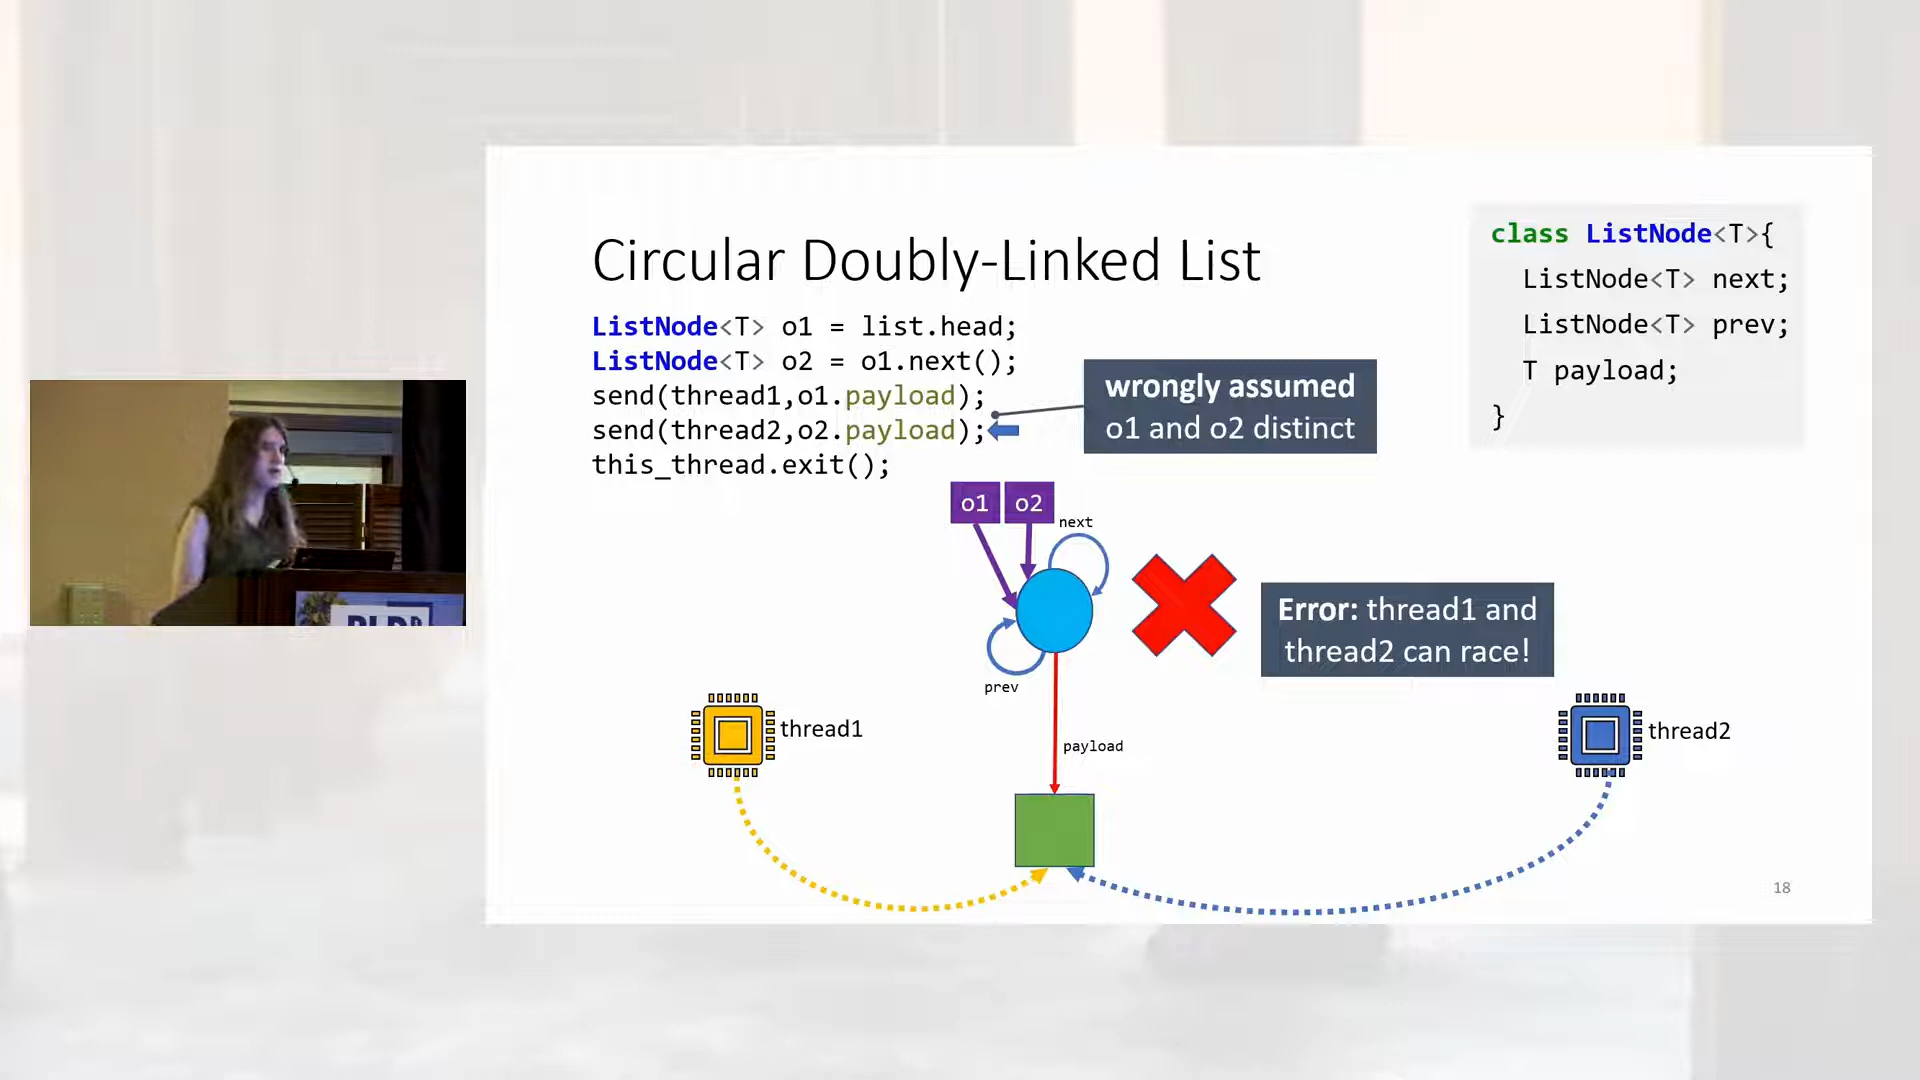 Circular Doubly-Linked List
ListNode<T> o1 = list.head;
ListNode<T> o2 = o1.next();
send(thread1,o1.payload);
send(thread2,o2.payload);
this_thread.exit();
wrongly assumed
o1 and o2 distinct
class ListNode<T>{
ListNode<T> next;
ListNode<T> prev;
T payload;
}
o1
o2
next
prev
Error: thread1 and
thread2 can race!
thread1
payload
thread2
18